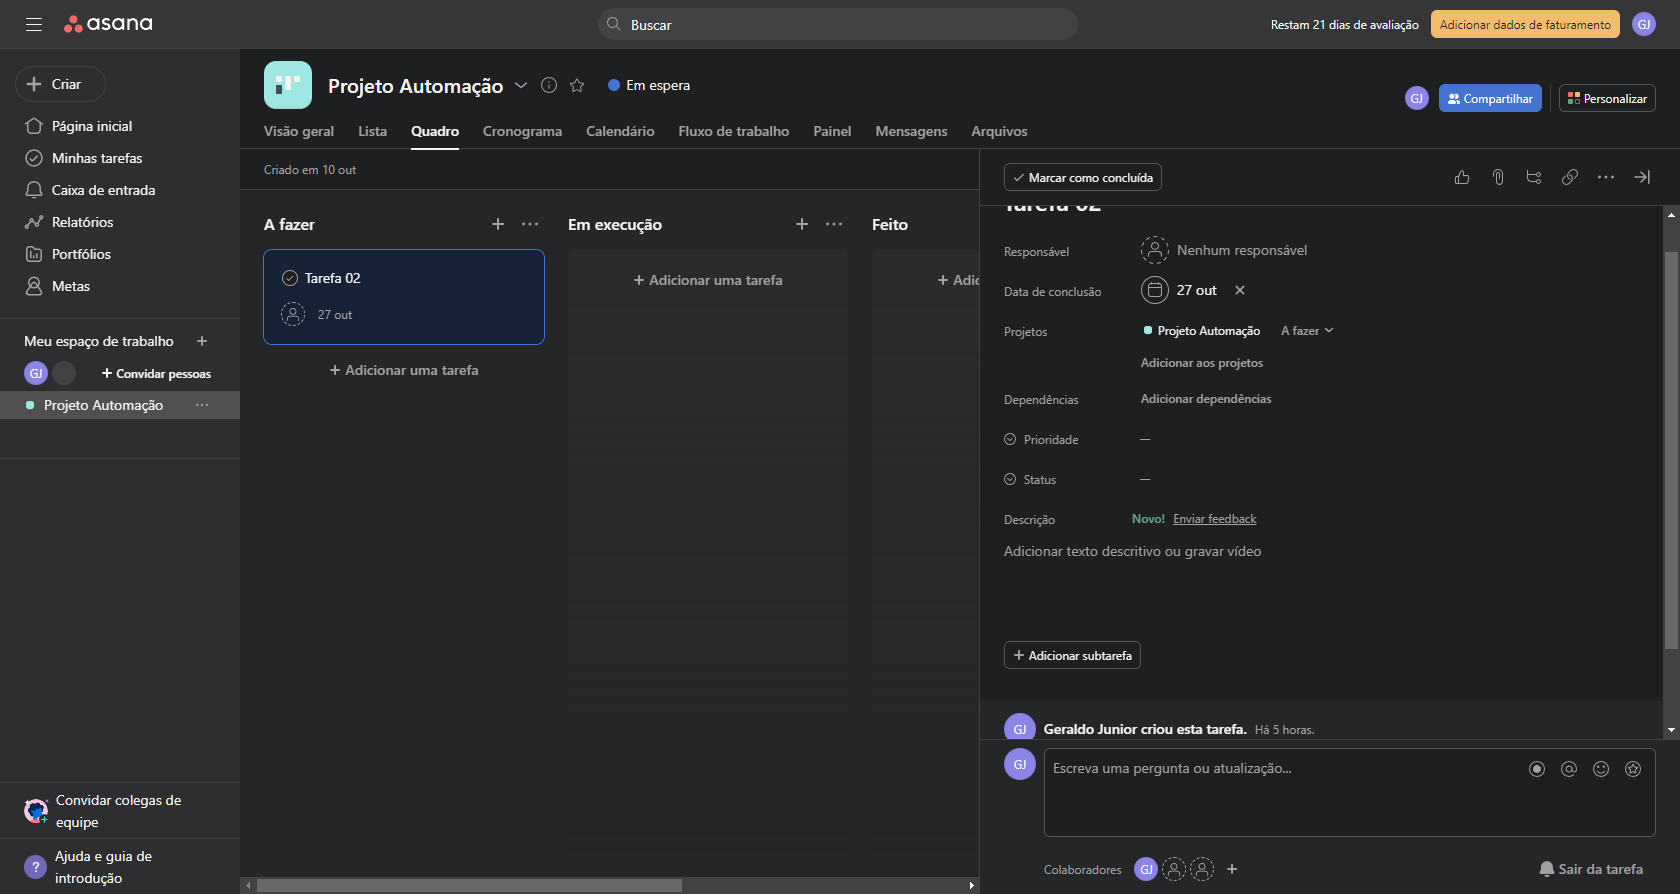 asana
Buscar
Restam 21 dias de avaliação
Adicionar dados de faturamento
GJ
Criar
Página inicial
Minhas tarefas
Caixa de entrada
Relatórios
Portfólios
Metas
Meu espaço de trabalho
GJ
Convidar pessoas
Projeto Automação
Convidar colegas de
equipe
?
Ajuda e guia de
introdução
Projeto Automação
Em espera
GJ
Compartilhar
Personalizar
Visão geral
Lista
Quadro
Cronograma
Calendário
Fluxo de trabalho
Painel
Mensagens
Arquivos
Criado em 10 out
A fazer
Tarefa 02
27 out
+ Adicionar uma tarefa
Em execução
+ Adicionar uma tarefa
Feito
+ Adic
Marcar como concluída
Tarefa 02
Responsável
Nenhum responsável
Data de conclusão
27 out
Projetos
Projeto Automação
A fazer
Adicionar aos projetos
Dependências
Adicionar dependências
Prioridade
—
Status
—
Descrição
Novo! Enviar feedback
Adicionar texto descritivo ou gravar vídeo
+ Adicionar subtarefa
GJ
Geraldo Junior criou esta tarefa. Há 5 horas.
GJ
Escreva uma pergunta ou atualização...
Colaboradores
GJ
Sair da tarefa